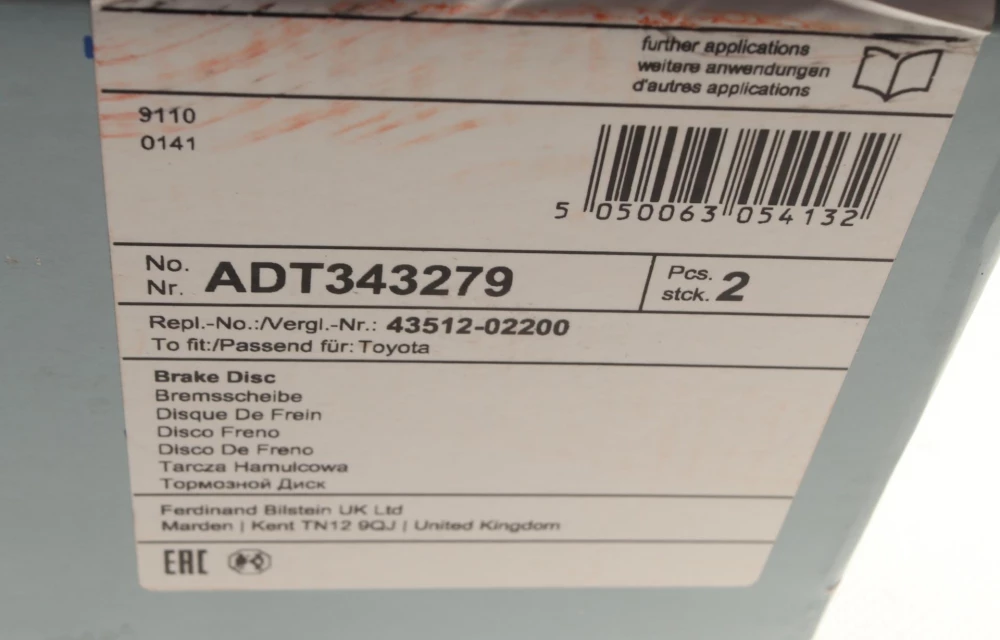 further applications
weitere anwendungen
d'autres applications
9110
0141
5 050063 054132
No.
Nr. ADT343279
Pcs.
stck. 2
Repl.-No.:/Vergl.-Nr.: 43512-02200
To fit:/Passend für: Toyota
Brake Disc
Bremsscheibe
Disque De Frein
Disco Freno
Disco De Freno
Tarcza Hamulcowa
Тормозной Диск
Ferdinand Bilstein UK Ltd
Marden | Kent TN12 9QJ | United Kingdom
EAC